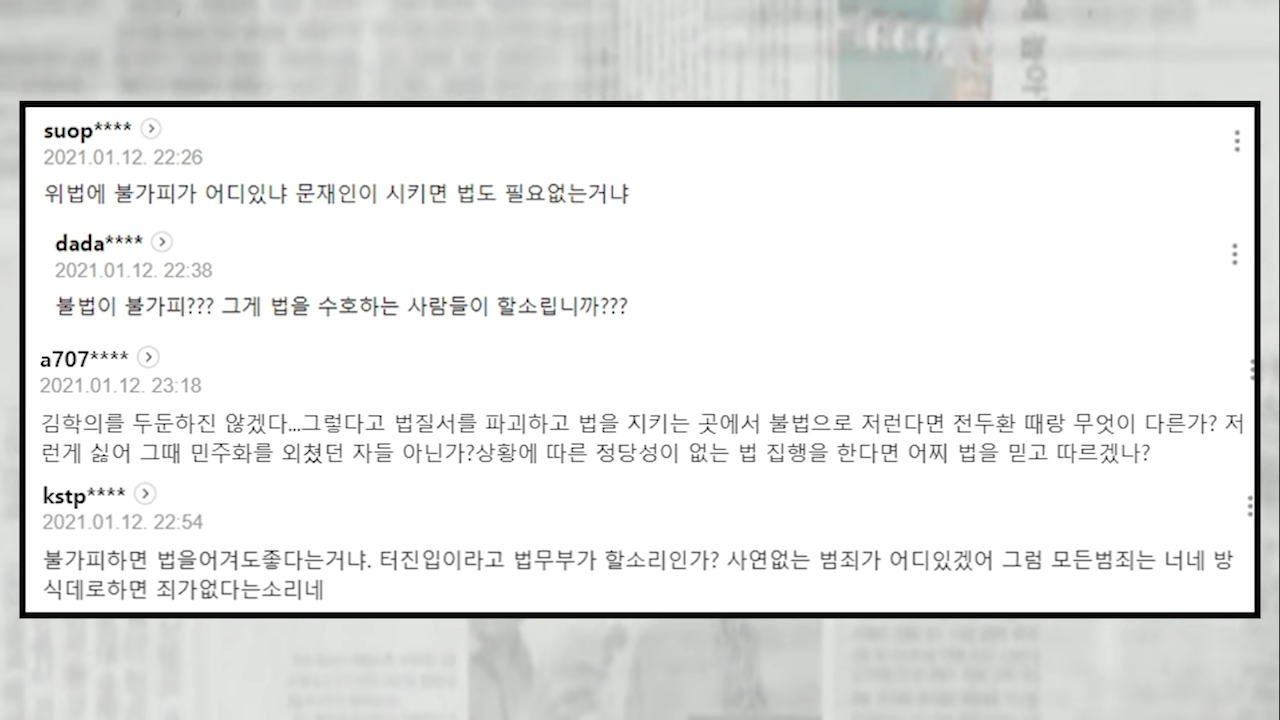 suop****
2021.01.12. 22:26
위법에 불가피가 어디있냐 문재인이 시키면 법도 필요없는거냐
dada****
2021.01.12. 22:38
불법이 불가피??? 그게 법을 수호하는 사람들이 할소립니까???
a707****
2021.01.12. 23:18
김학의를 두둔하진 않겠다...그렇다고 법질서를 파괴하고 법을 지키는 곳에서 불법으로 저런다면 전두환 때랑 무엇이 다른가? 저
런게 싫어 그때 민주화를 외쳤던 자들 아닌가?상황에 따른 정당성이 없는 법 집행을 한다면 어찌 법을 믿고 따르겠나?
kstp****
2021.01.12. 22:54
불가피하면 법을어겨도좋다는거냐. 터진입이라고 법무부가 할소리인가? 사연없는 범죄가 어디있겠어 그럼 모든범죄는 너네 방
식데로하면 죄가없다는소리네